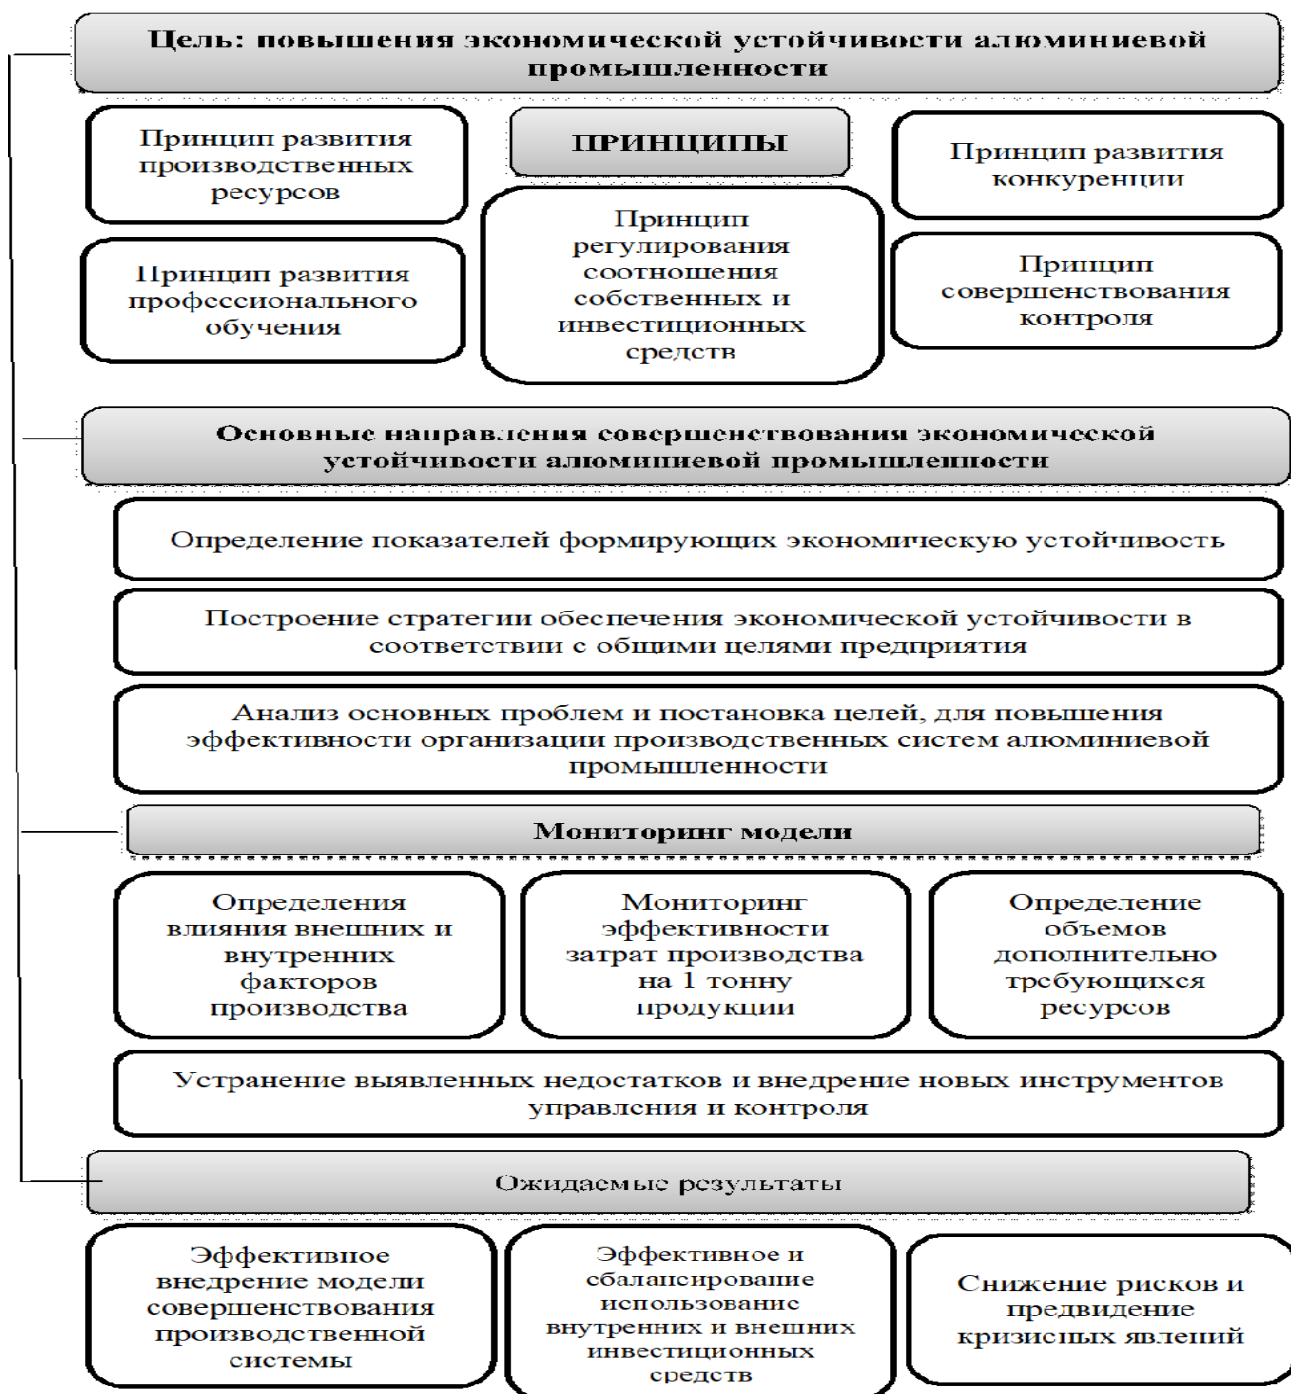 Цель: повышения экономической устойчивости алюминиевой
промышленности
Принцип развития
производственных
ресурсов
ПРИНЦИПЫ
Принцип развития
конкуренции
Принцип развития
профессионального
обучения
Принцип
регулирования
соотношения
собственных и
инвестиционных
средств
Принцип
совершенствования
контроля
Основные направления совершенствования экономической
устойчивости алюминиевой промышленности
Определение показателей формирующих экономическую устойчивость
Построение стратегии обеспечения экономической устойчивости в
соответствии с общими целями предприятия
Анализ основных проблем и постановка целей, для повышения
эффективности организации производственных систем алюминиевой
промышленности
Мониторинг модели
Определения
влияния внешних и
внутренних
факторов
производства
Мониторинг
эффективности
затрат производства
на 1 тонну
продукции
Определение
объемов
дополнительно
требующихся
ресурсов
Устранение выявленных недостатков и внедрение новых инструментов
управления и контроля
Ожидаемые результаты
Эффективное
внедрение модели
совершенствования
производственной
системы
Эффективное и
сбалансирование
использование
внутренних и внешних
инвестиционных
средств
Снижение рисков и
предвидение
кризисных явлений